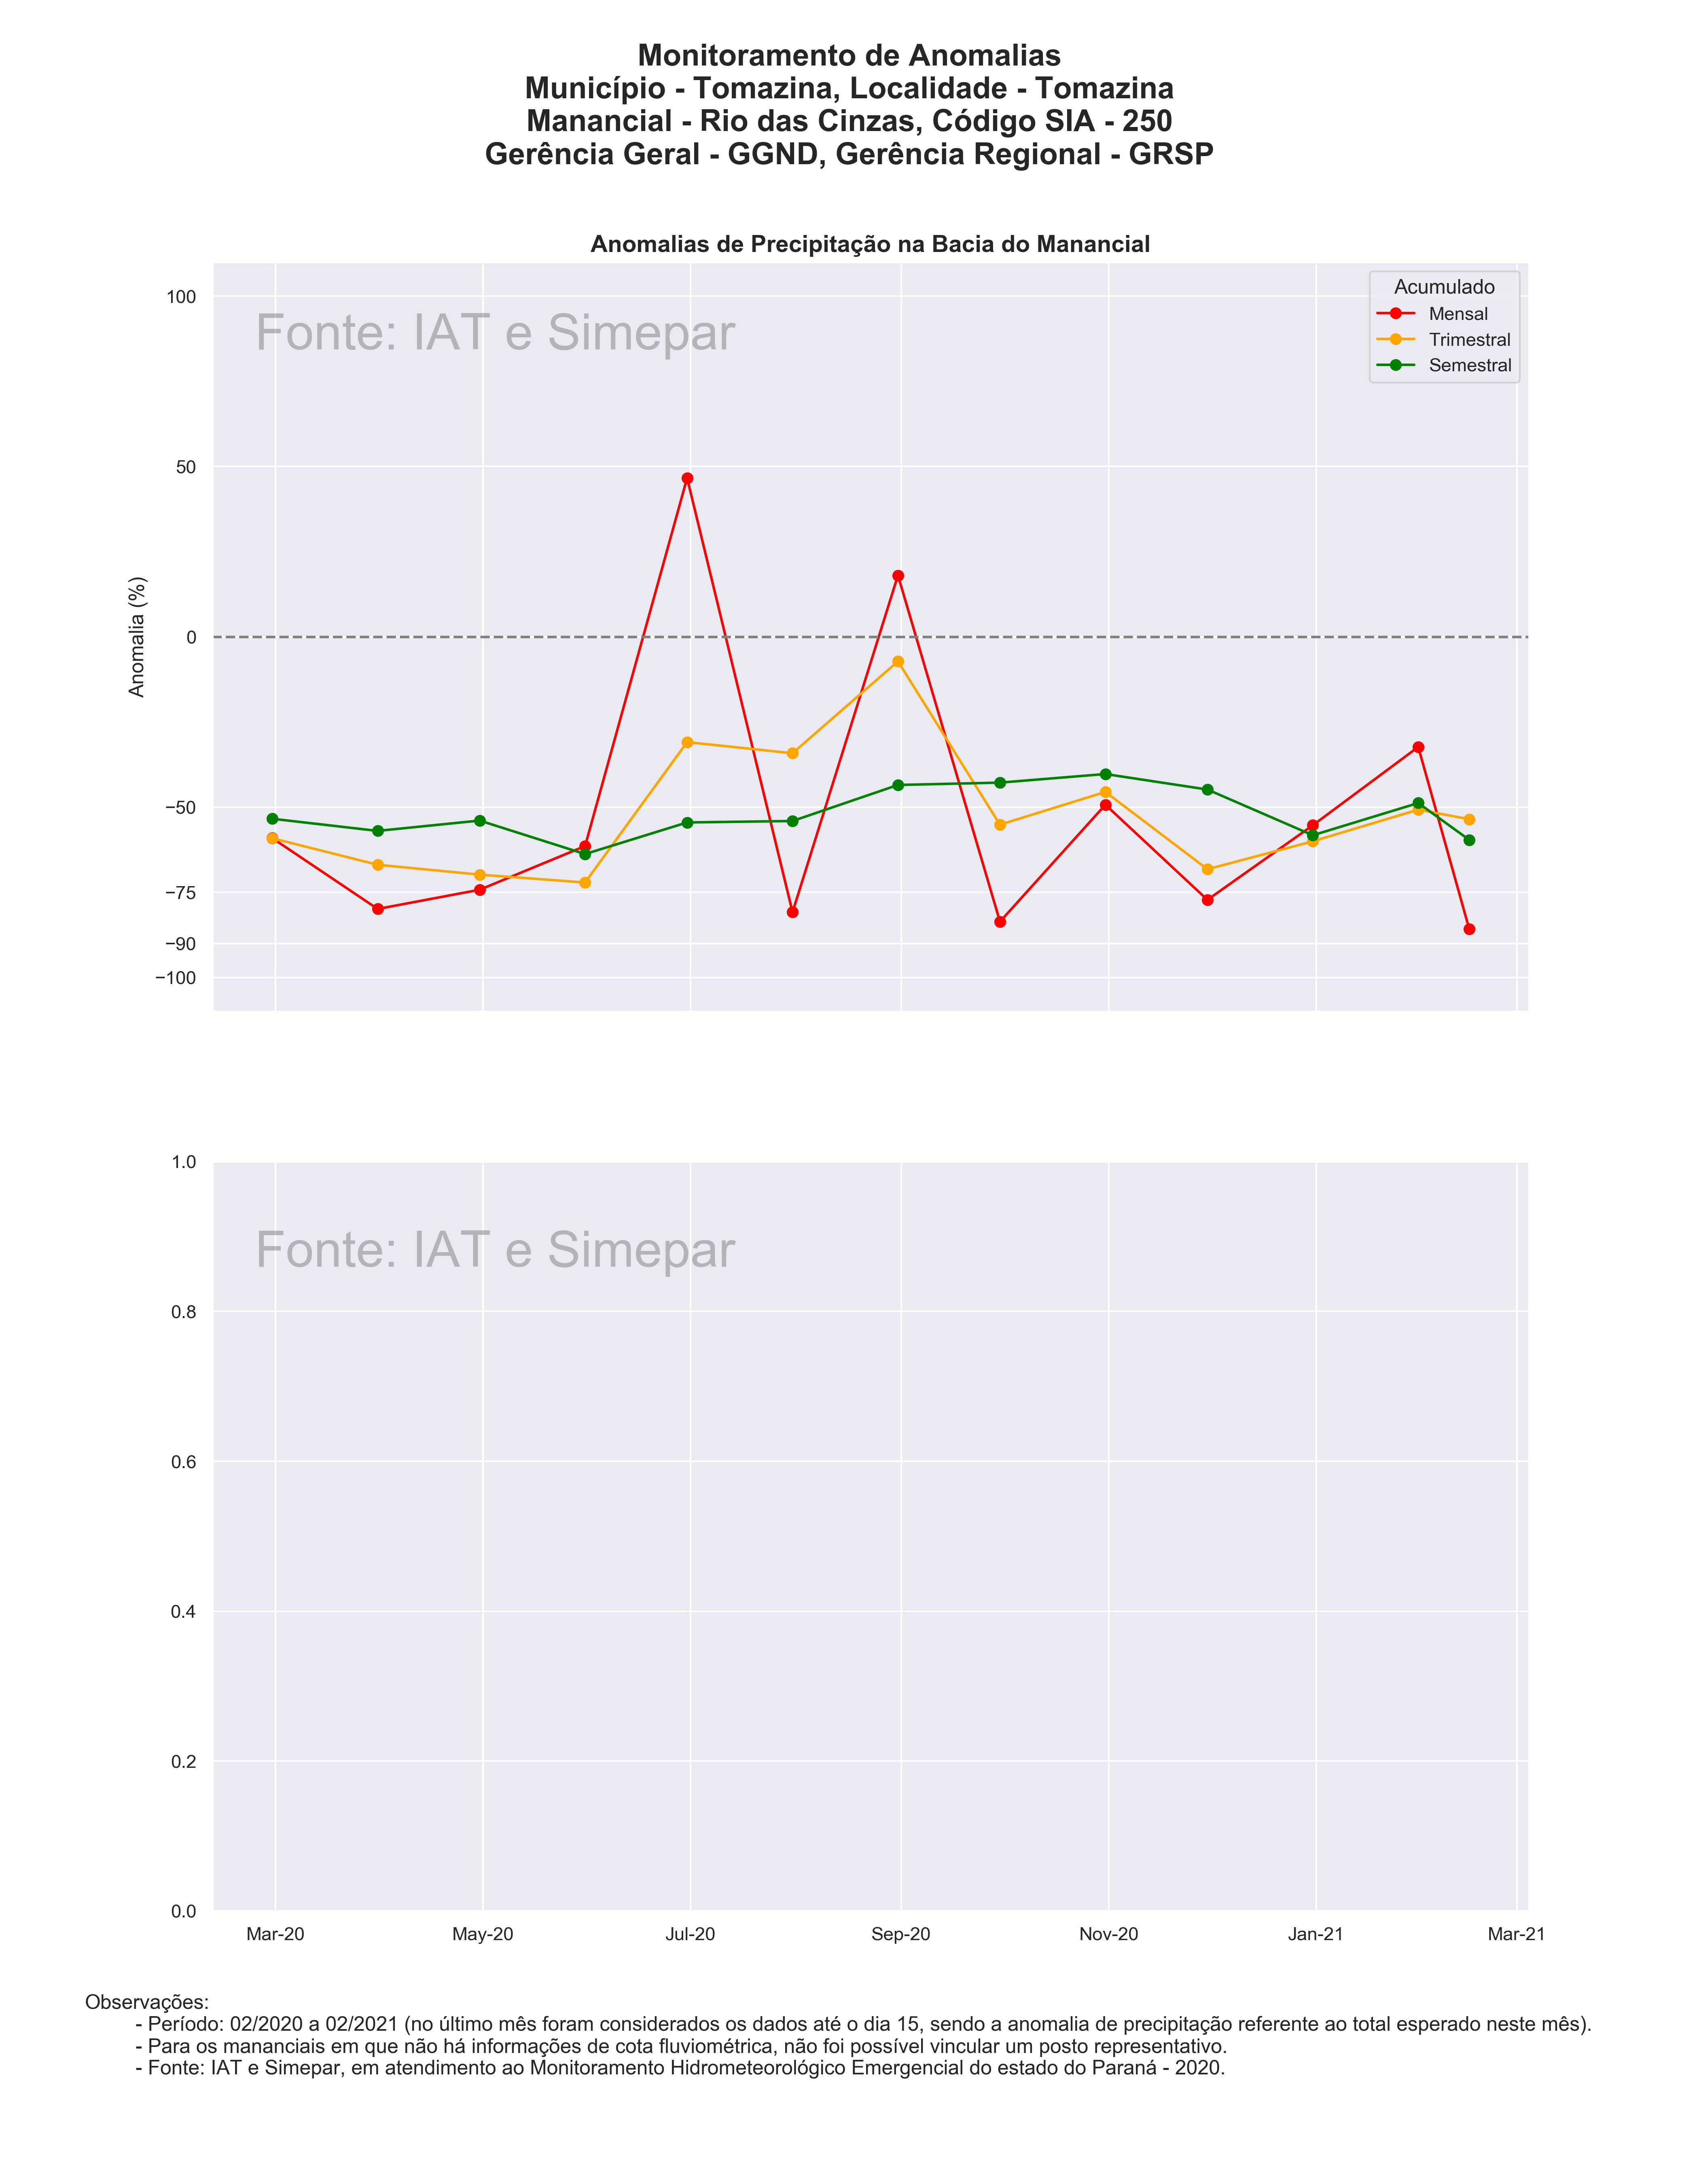 Monitoramento de Anomalias
Município - Tomazina, Localidade - Tomazina
Manancial - Rio das Cinzas, Código SIA - 250
Gerência Geral - GGND, Gerência Regional - GRSP
Anomalias de Precipitação na Bacia do Manancial
Fonte: IAT e Simepar
Acumulado
Mensal
Trimestral
Semestral
Anomalia (%)
100
50
0
−50
−75
−90
−100
Fonte: IAT e Simepar
1.0
0.8
0.6
0.4
0.2
0.0
Mar-20 May-20 Jul-20 Sep-20 Nov-20 Jan-21 Mar-21
Observações:
- Período: 02/2020 a 02/2021 (no último mês foram considerados os dados até o dia 15, sendo a anomalia de precipitação referente ao total esperado neste mês).
- Para os mananciais em que não há informações de cota fluviométrica, não foi possível vincular um posto representativo.
- Fonte: IAT e Simepar, em atendimento ao Monitoramento Hidrometeorológico Emergencial do estado do Paraná - 2020.